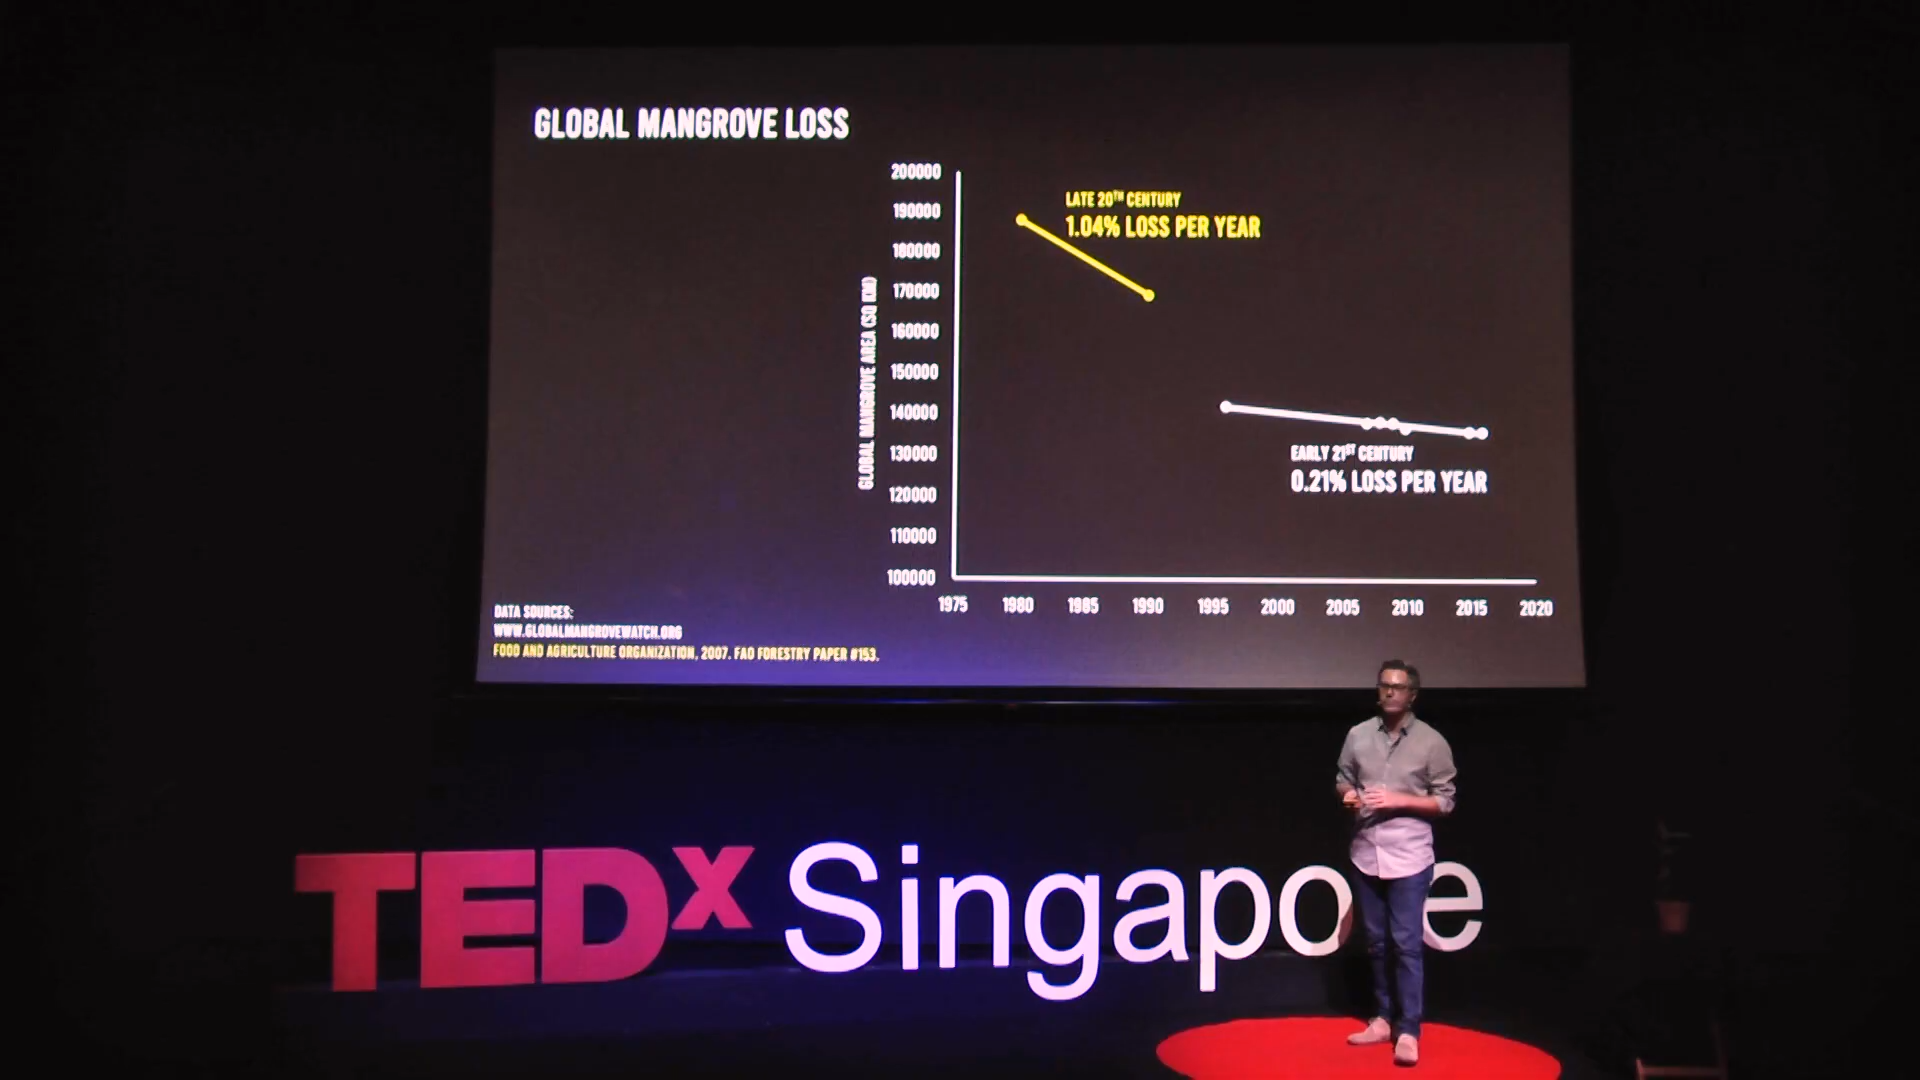 GLOBAL MANGROVE LOSS
200000
190000
180000
170000
160000
150000
140000
130000
120000
110000
100000
GLOBAL MANGROVE AREA (SQ KM)
LATE 20TH CENTURY
1.04% LOSS PER YEAR
EARLY 21ST CENTURY
0.21% LOSS PER YEAR
1975 1980 1985 1990 1995 2000 2005 2010 2015 2020
DATA SOURCES:
WWW.GLOBALMANGROVEWATCH.ORG
FOOD AND AGRICULTURE ORGANIZATION, 2007. FAO FORESTRY PAPER #153.
TEDx Singapore